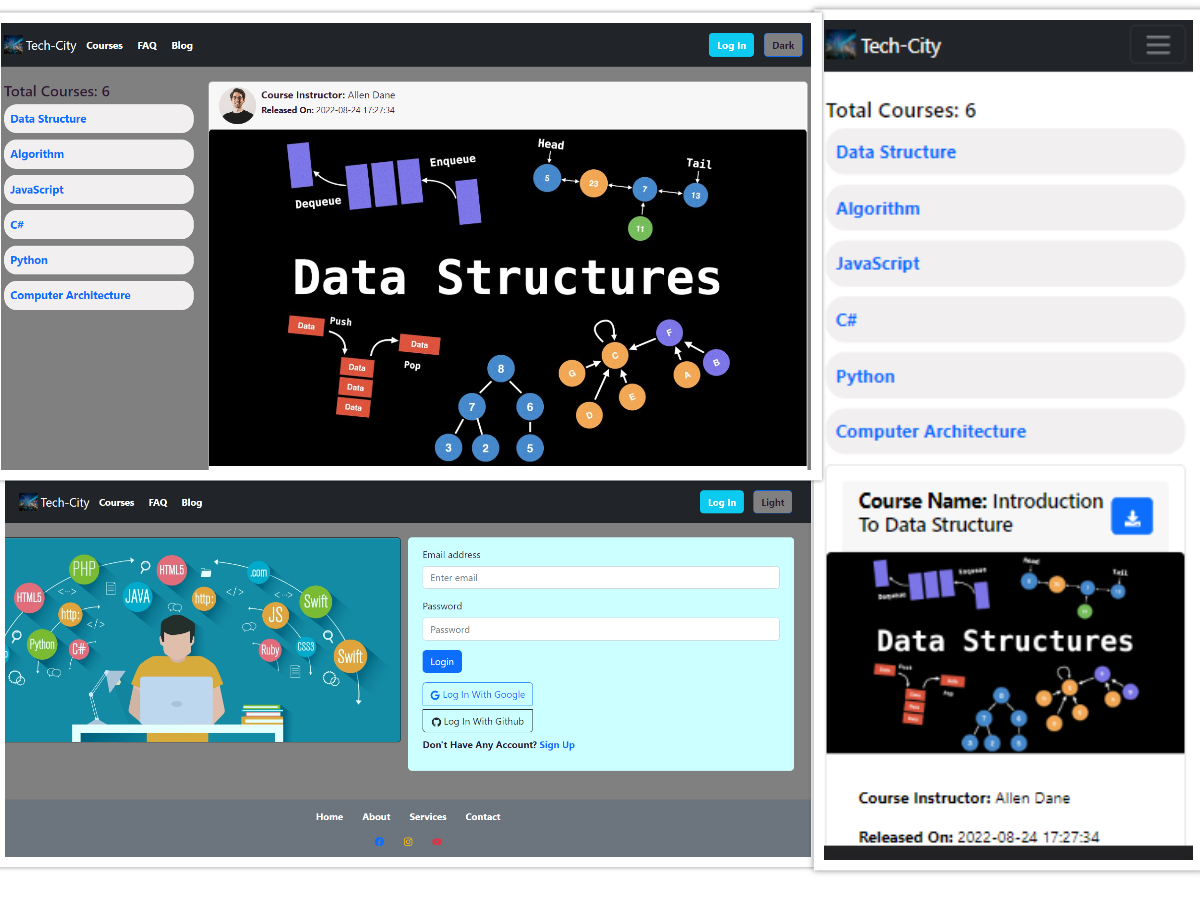 Tech-City Courses FAQ Blog Log In Dark
Total Courses: 6
Data Structure
Algorithm
JavaScript
C#
Python
Computer Architecture
Course Instructor: Allen Dane
Released On: 2022-08-24 17:27:34
Enqueue
Dequeue
Head
Tail
5
23
7
13
11
Data Structures
Data
Push
Data
Pop
Data
Data
Data
8
7
6
3
2
5
G
C
F
B
A
E
D
Tech-City
Total Courses: 6
Data Structure
Algorithm
JavaScript
C#
Python
Computer Architecture
Course Name: Introduction
To Data Structure
Enqueue
Dequeue
Head
Tail
Data Structures
Push
Pop
Course Instructor: Allen Dane
Released On: 2022-08-24 17:27:34
Tech-City Courses FAQ Blog Log In Light
PHP
HTML5
.com
HTML5
JAVA
http:
Swift
http:
JS
Python
C#
Ruby
CSS3
Swift
Email address
Enter email
Password
Password
Login
Log In With Google
Log In With Github
Don't Have Any Account? Sign Up
Home About Services Contact